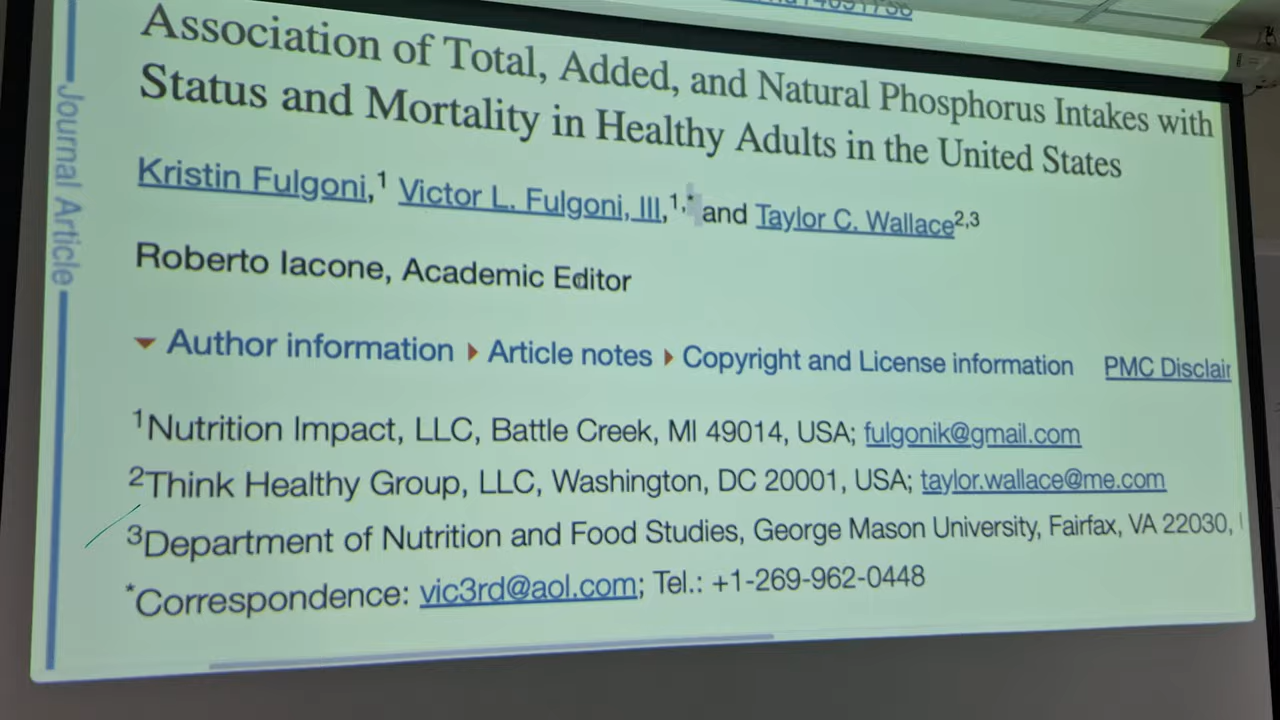 Association of Total, Added, and Natural Phosphorus Intakes with
Status and Mortality in Healthy Adults in the United States
Kristin Fulgoni,1 Victor L. Fulgoni, III,1,* and Taylor C. Wallace2,3
Roberto Iacone, Academic Editor
Author information Article notes Copyright and License information PMC Disclair
1Nutrition Impact, LLC, Battle Creek, MI 49014, USA; fulgonik@gmail.com
2Think Healthy Group, LLC, Washington, DC 20001, USA; taylor.wallace@me.com
3Department of Nutrition and Food Studies, George Mason University, Fairfax, VA 22030,
*Correspondence: vic3rd@aol.com; Tel.: +1-269-962-0448
Journal Article